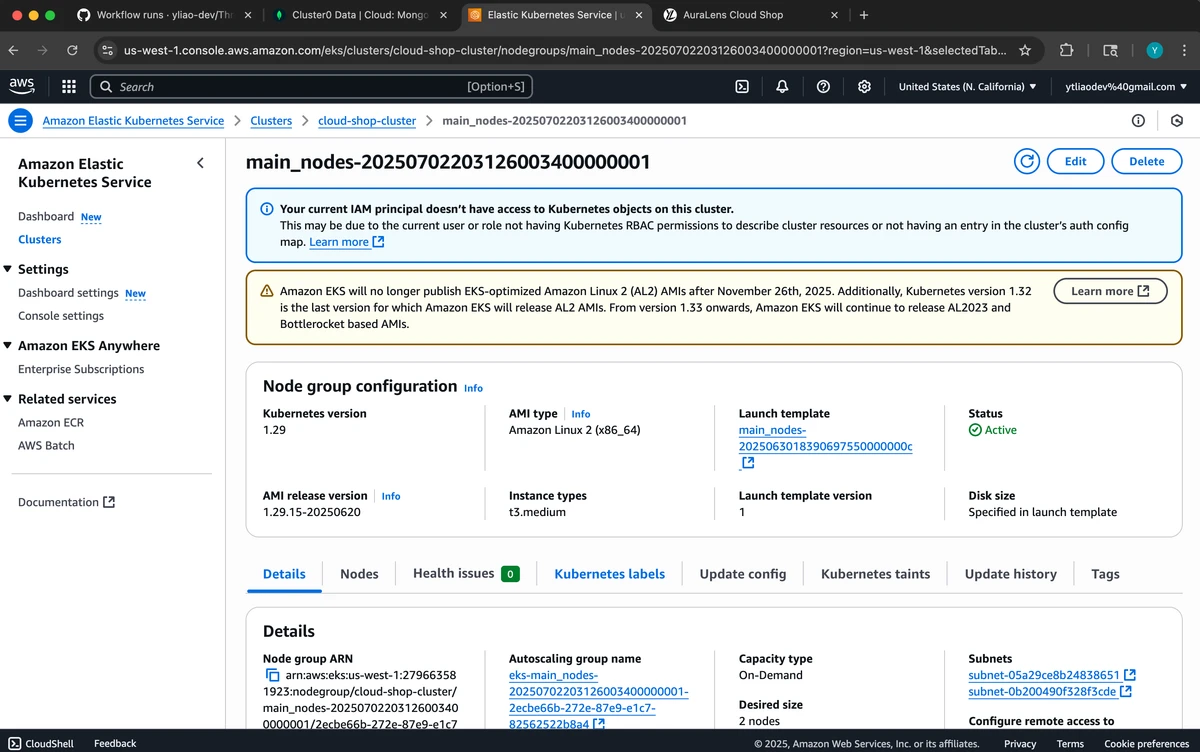 Workflow runs · yliao-dev/Thr
Cluster0 Data | Cloud: Mongo
Elastic Kubernetes Service | u
AuraLens Cloud Shop
us-west-1.console.aws.amazon.com/eks/clusters/cloud-shop-cluster/nodegroups/main_nodes-20250702203126003400000001?region=us-west-1&selectedTab...
Y
aws
Search
[Option+S]
United States (N. California)
ytliaodev%40gmail.com
Amazon Elastic Kubernetes Service
Clusters
cloud-shop-cluster
main_nodes-20250702203126003400000001
Amazon Elastic
Kubernetes Service
Dashboard New
Clusters
Settings
Dashboard settings New
Console settings
Amazon EKS Anywhere
Enterprise Subscriptions
Related services
Amazon ECR
AWS Batch
Documentation
main_nodes-20250702203126003400000001
Edit
Delete
Your current IAM principal doesn't have access to Kubernetes objects on this cluster.
This may be due to the current user or role not having Kubernetes RBAC permissions to describe cluster resources or not having an entry in the cluster's auth config
map. Learn more
Amazon EKS will no longer publish EKS-optimized Amazon Linux 2 (AL2) AMIs after November 26th, 2025. Additionally, Kubernetes version 1.32
is the last version for which Amazon EKS will release AL2 AMIs. From version 1.33 onwards, Amazon EKS will continue to release AL2023 and
Bottlerocket based AMIs.
Learn more
Node group configuration Info
Kubernetes version
1.29
AMI type Info
Amazon Linux 2 (x86_64)
Launch template
main_nodes-
2025063018390697550000000c
Status
Active
AMI release version Info
1.29.15-20250620
Instance types
t3.medium
Launch template version
1
Disk size
Specified in launch template
Details
Nodes
Health issues 0
Kubernetes labels
Update config
Kubernetes taints
Update history
Tags
Details
Node group ARN
arn:aws:eks:us-west-1:27966358
1923:nodegroup/cloud-shop-cluster/
main_nodes-2025070220312600340
0000001/2ecbe66b-272e-87e9-e1c7
Autoscaling group name
eks-main_nodes-
20250702203126003400000001-
2ecbe66b-272e-87e9-e1c7-
82562522b8a4
Capacity type
On-Demand
Desired size
2 nodes
Subnets
subnet-05a29ce8b24838651
subnet-0b200490f328f3cde
Configure remote access to
CloudShell
Feedback
© 2025, Amazon Web Services, Inc. or its affiliates.
Privacy
Terms
Cookie preferences